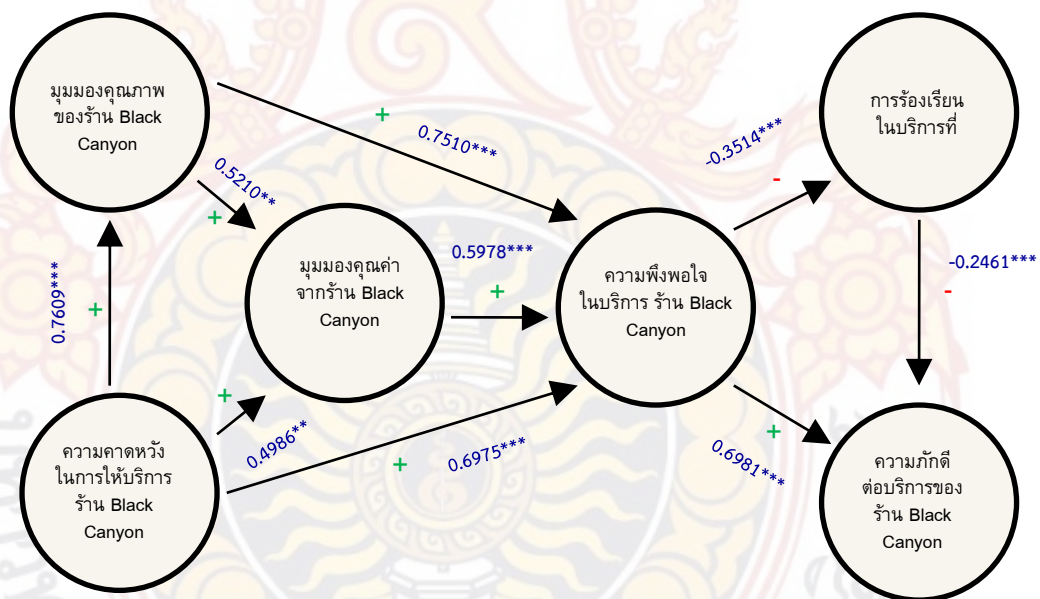 มุมมองคุณภาพ
ของร้าน Black
Canyon
+
0.7510***
0.5210**
+
-0.3514***
-
การร้องเรียน
ในบริการที่
มุมมองคุณค่า
จากร้าน Black
Canyon
0.5978***
+
ความพึงพอใจ
ในบริการ ร้าน Black
Canyon
-0.2461***
-
0.7609***
+
+
0.4986**
+
0.6975***
+
0.6981***
ความคาดหวัง
ในการให้บริการ
ร้าน Black
Canyon
ความภักดี
ต่อบริการของ
ร้าน Black
Canyon